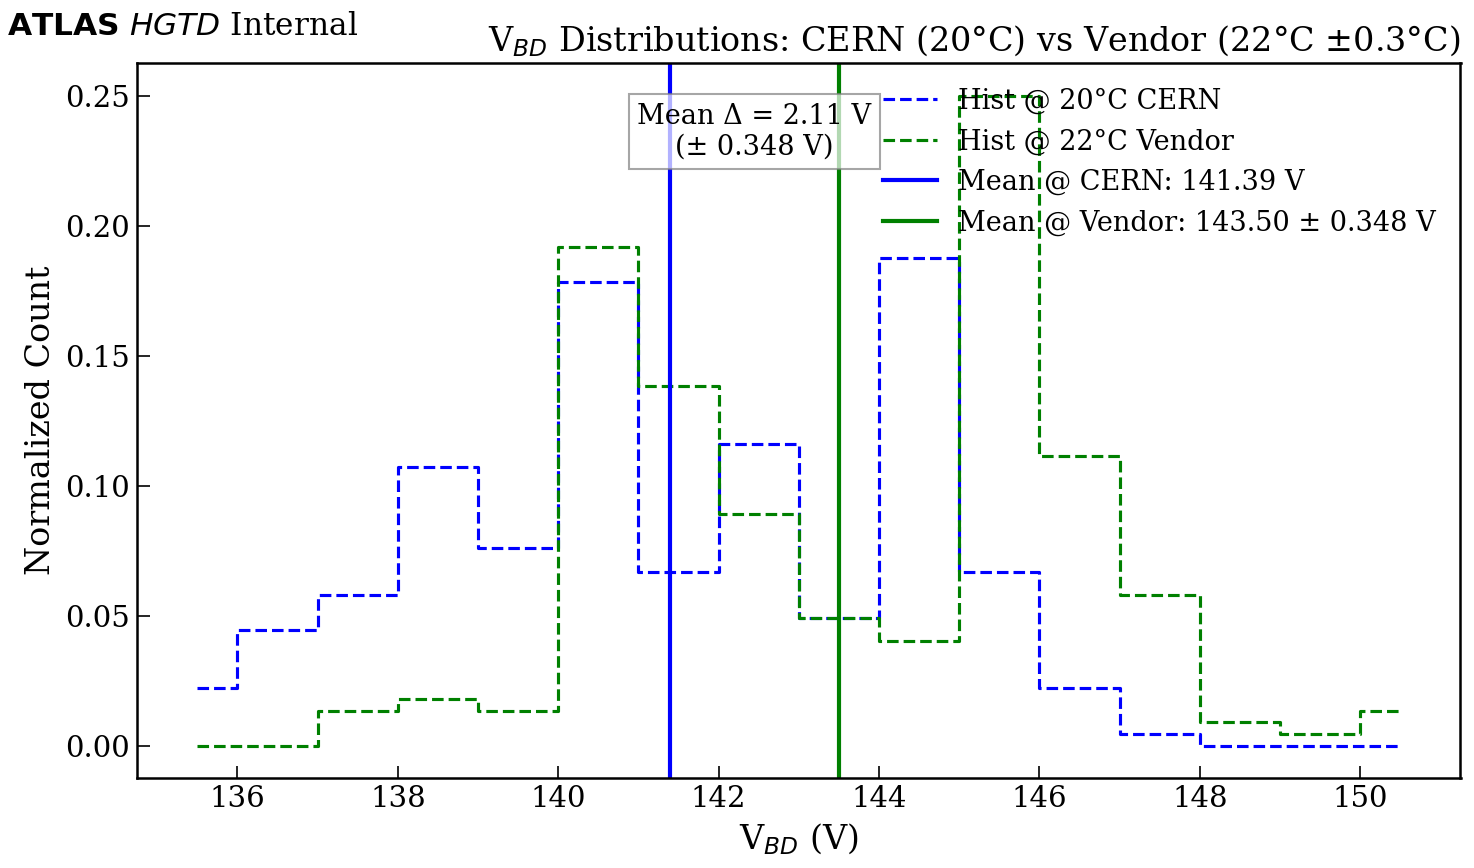 ATLAS HGTD Internal
V_BD Distributions: CERN (20°C) vs Vendor (22°C ±0.3°C)
Mean Δ = 2.11 V
(± 0.348 V)
Hist @ 20°C CERN
Hist @ 22°C Vendor
Mean @ CERN: 141.39 V
Mean @ Vendor: 143.50 ± 0.348 V
Normalized Count
0.25
0.20
0.15
0.10
0.05
0.00
136 138 140 142 144 146 148 150
V_BD (V)